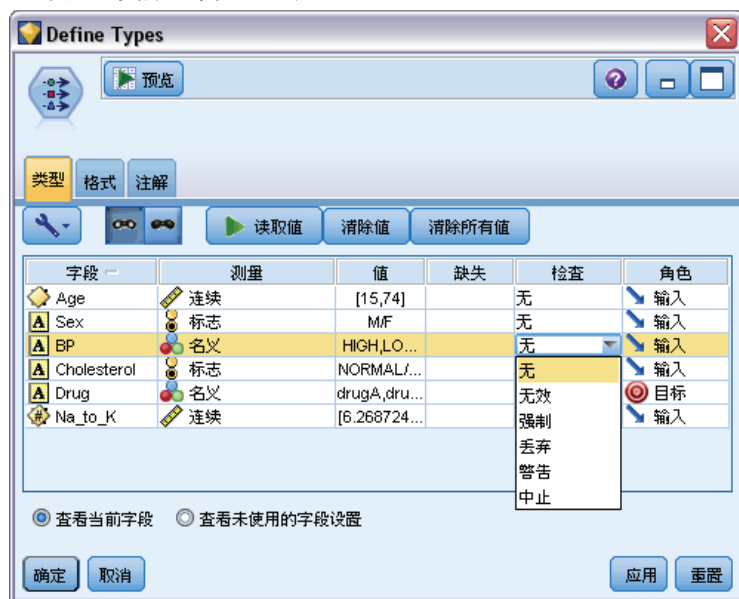 Define Types
预览
类型 格式 注解
读取值 清除值 清除所有值
字段 测量 值 缺失 检查 角色
Age 连续 [15,74] 无 输入
Sex 标志 M/F 无 输入
BP 名义 HIGH,LO... 无 输入
Cholesterol 标志 NORMAL/... 输入
Drug 名义 drugA,dru... 目标
Na_to_K 连续 [6.268724... 输入
无
无效
强制
丢弃
警告
中止
查看当前字段 查看未使用的字段设置
确定 取消 应用 重置